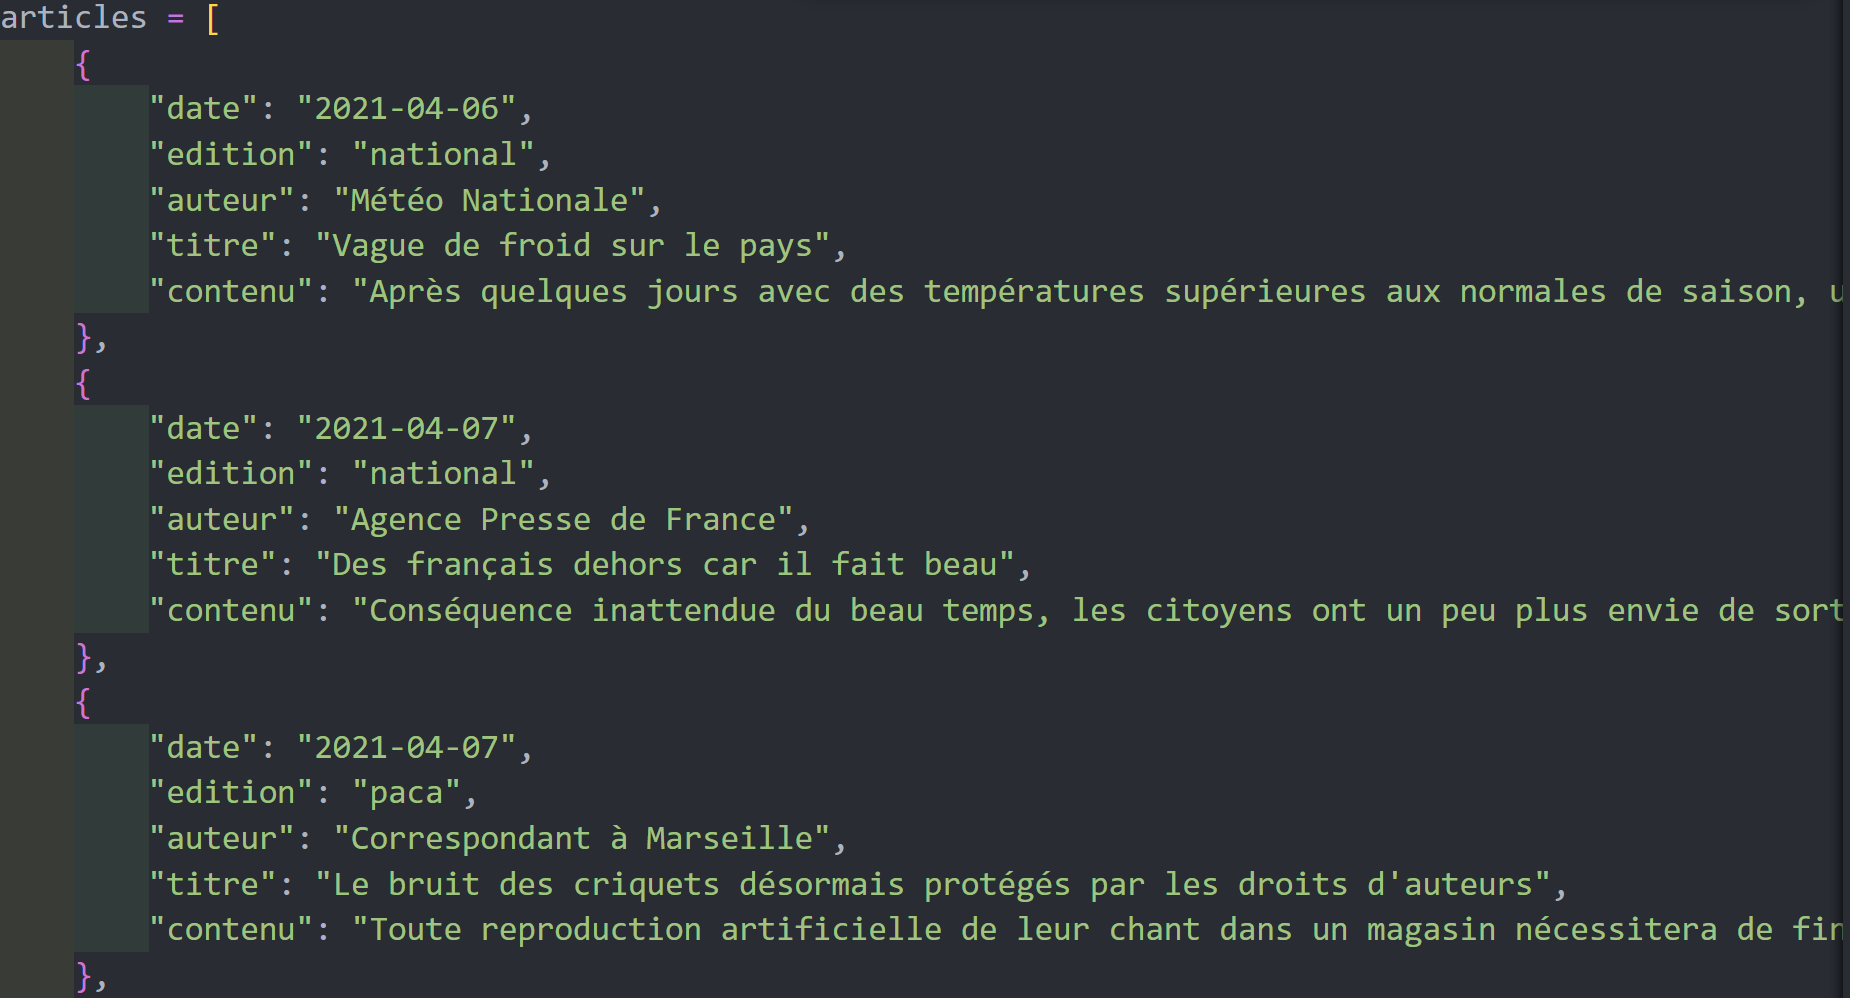 articles = [
{
"date": "2021-04-06",
"edition": "national",
"auteur": "Météo Nationale",
"titre": "Vague de froid sur le pays",
"contenu": "Après quelques jours avec des températures supérieures aux normales de saison,
},
{
"date": "2021-04-07",
"edition": "national",
"auteur": "Agence Presse de France",
"titre": "Des français dehors car il fait beau",
"contenu": "Conséquence inattendue du beau temps, les citoyens ont un peu plus envie de sort
},
{
"date": "2021-04-07",
"edition": "paca",
"auteur": "Correspondant à Marseille",
"titre": "Le bruit des criquets désormais protégés par les droits d'auteurs",
"contenu": "Toute reproduction artificielle de leur chant dans un magasin nécessitera de fin
},